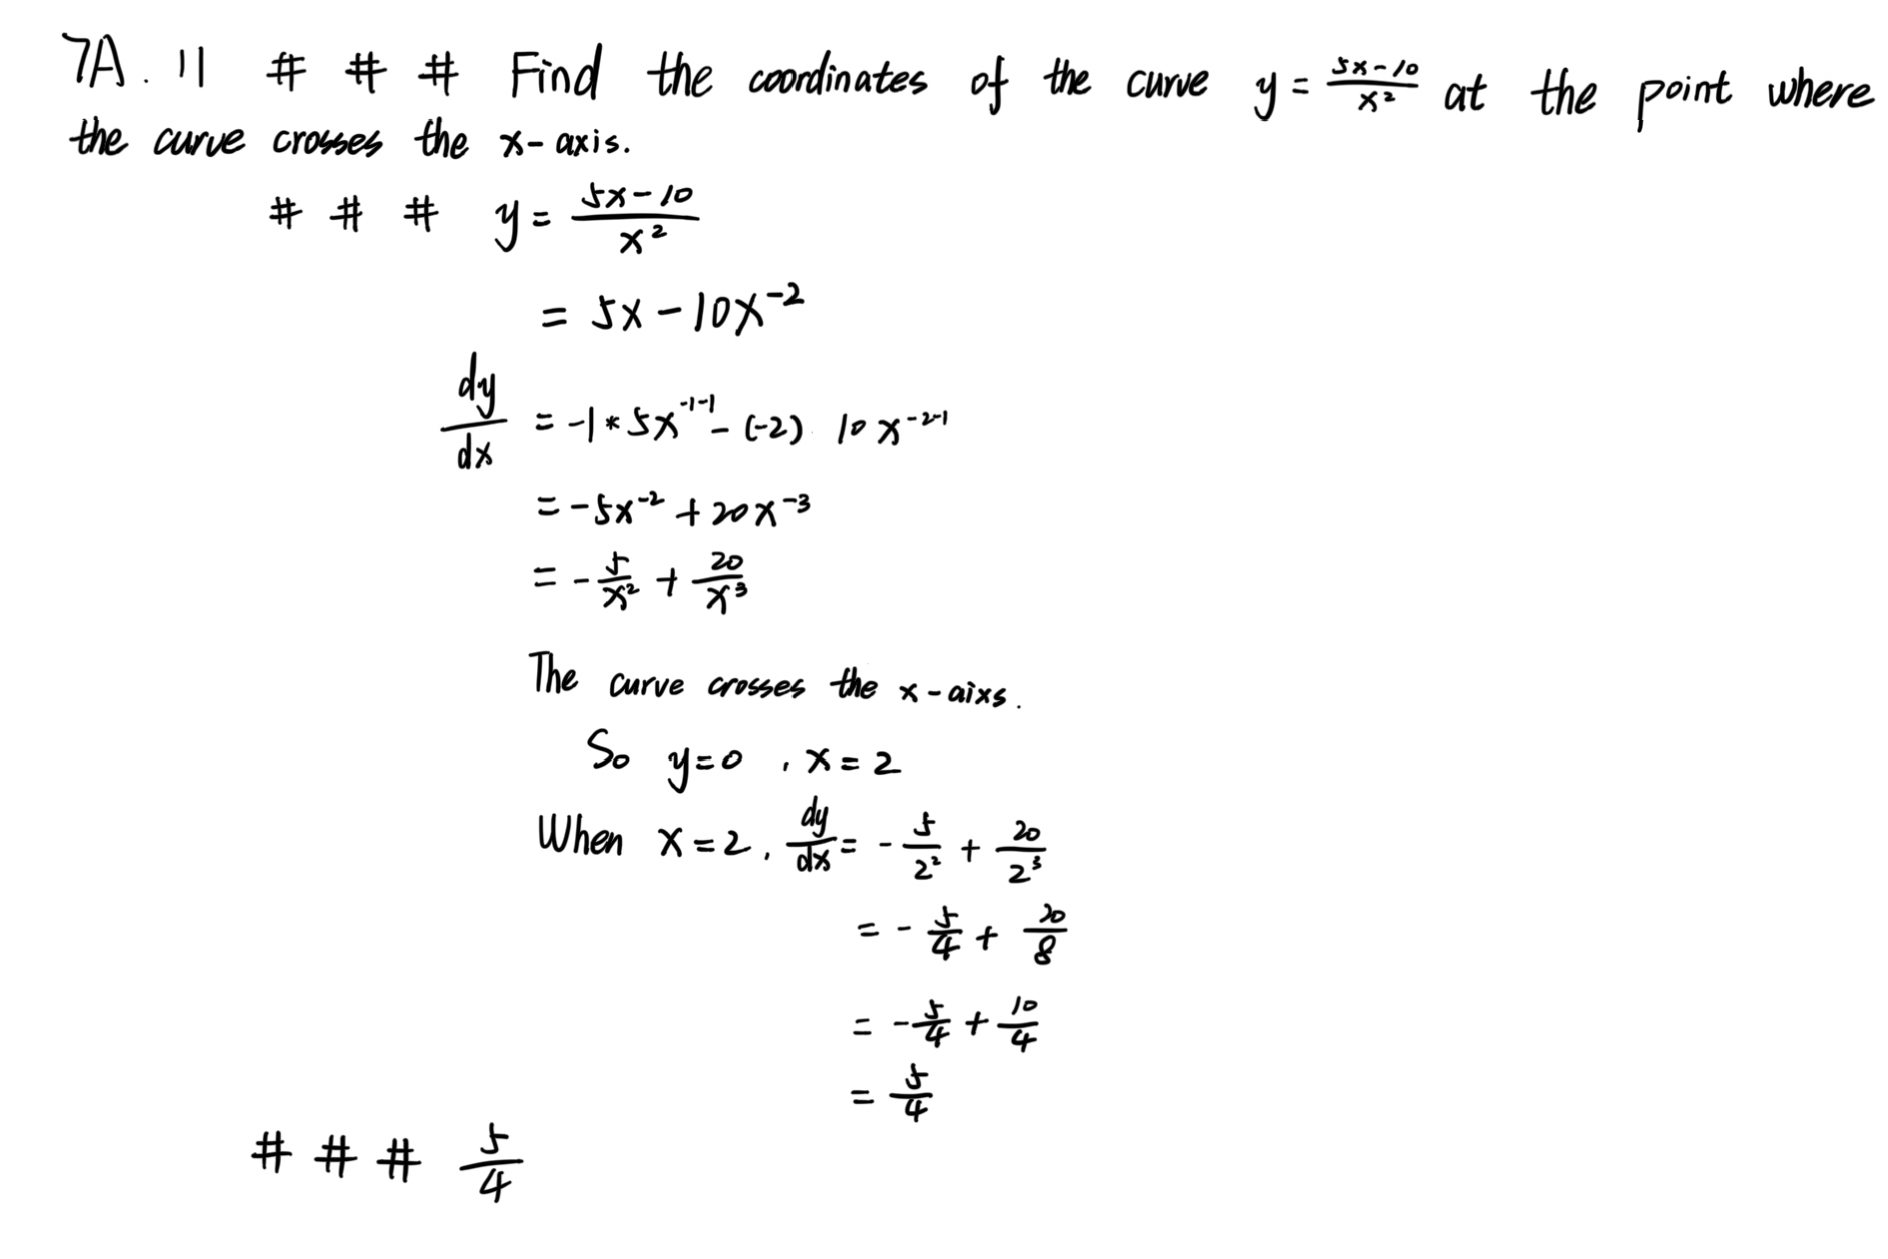 7A. 11 # # # Find the coordinates of the curve y = \frac{5x-10}{x^2} at the point where
the curve crosses the x-axis.
# # # y = \frac{5x-10}{x^2}
= 5x - 10x^{-2}
\frac{dy}{dx} = -1 * 5x^{-1-1} - (-2) 10x^{-2-1}
= -5x^{-2} + 20x^{-3}
= -\frac{5}{x^2} + \frac{20}{x^3}
The curve crosses the x-aixs.
So y=0 , x=2
When x=2, \frac{dy}{dx} = -\frac{5}{2^2} + \frac{20}{2^3}
= -\frac{5}{4} + \frac{20}{8}
= -\frac{5}{4} + \frac{10}{4}
= \frac{5}{4}
# # # \frac{5}{4}